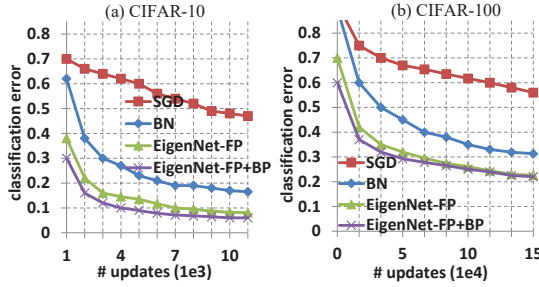 (a) CIFAR-10
classification error
0.8
0.7
0.6
0.5
0.4
0.3
0.2
0.1
0
SGD
BN
EigenNet-FP
EigenNet-FP+BP
1 4 7 10
# updates (1e3)
(b) CIFAR-100
classification error
0.8
0.7
0.6
0.5
0.4
0.3
0.2
0.1
0
SGD
BN
EigenNet-FP
EigenNet-FP+BP
0 5 10 15
# updates (1e4)